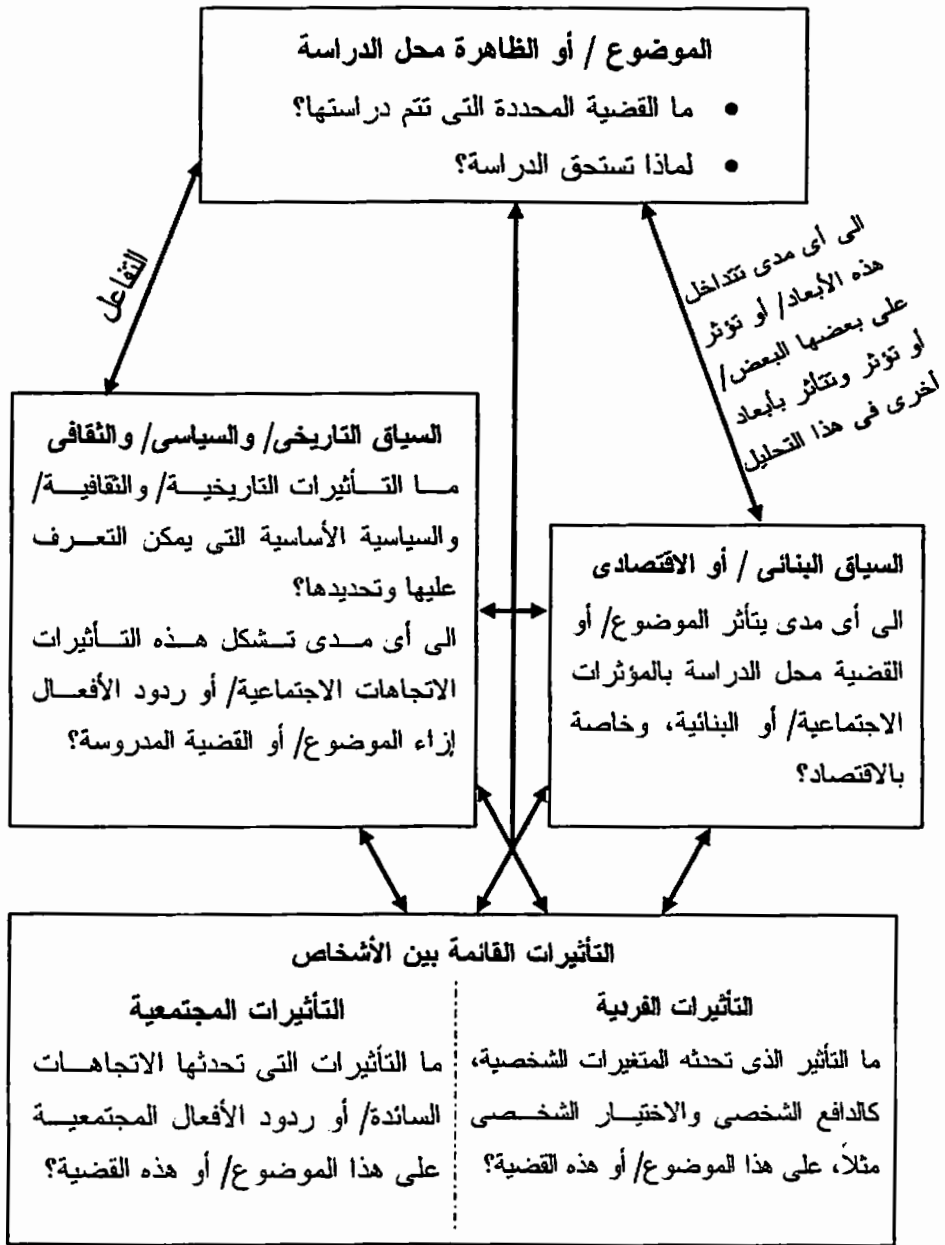 الموضوع / أو الظاهرة محل الدراسة
• ما القضية المحددة التى تتم دراستها؟
• لماذا تستحق الدراسة؟
الى أى مدى تتداخل
هذه الأبعاد/ أو تؤثر
على بعضها البعض/
أو تؤثر وتتأثر بأبعاد
أخرى فى هذا التحليل
التفاعل
السياق البنائى / أو الاقتصادى
الى أى مدى يتأثر الموضوع/ أو
القضية محل الدراسة بالمؤثرات
الاجتماعية/ أو البنائية، وخاصة
بالاقتصاد؟
السياق التاريخى/ والسياسى/ والثقافى
ما التأثيرات التاريخية/ والثقافية/
والسياسية الأساسية التى يمكن التعرف
عليها وتحديدها؟
الى أى مدى تشكل هذه التأثيرات
الاتجاهات الاجتماعية/ أو ردود الأفعال
إزاء الموضوع/ أو القضية المدروسة؟
التأثيرات القائمة بين الأشخاص
التأثيرات الفردية
ما التأثير الذى تحدثه المتغيرات الشخصية،
كالدافع الشخصى والاختيار الشخصى
مثلاً، على هذا الموضوع/ أو هذه القضية؟
التأثيرات المجتمعية
ما التأثيرات التى تحدثها الاتجاهات
السائدة/ أو ردود الأفعال المجتمعية
على هذا الموضوع/ أو هذه القضية؟